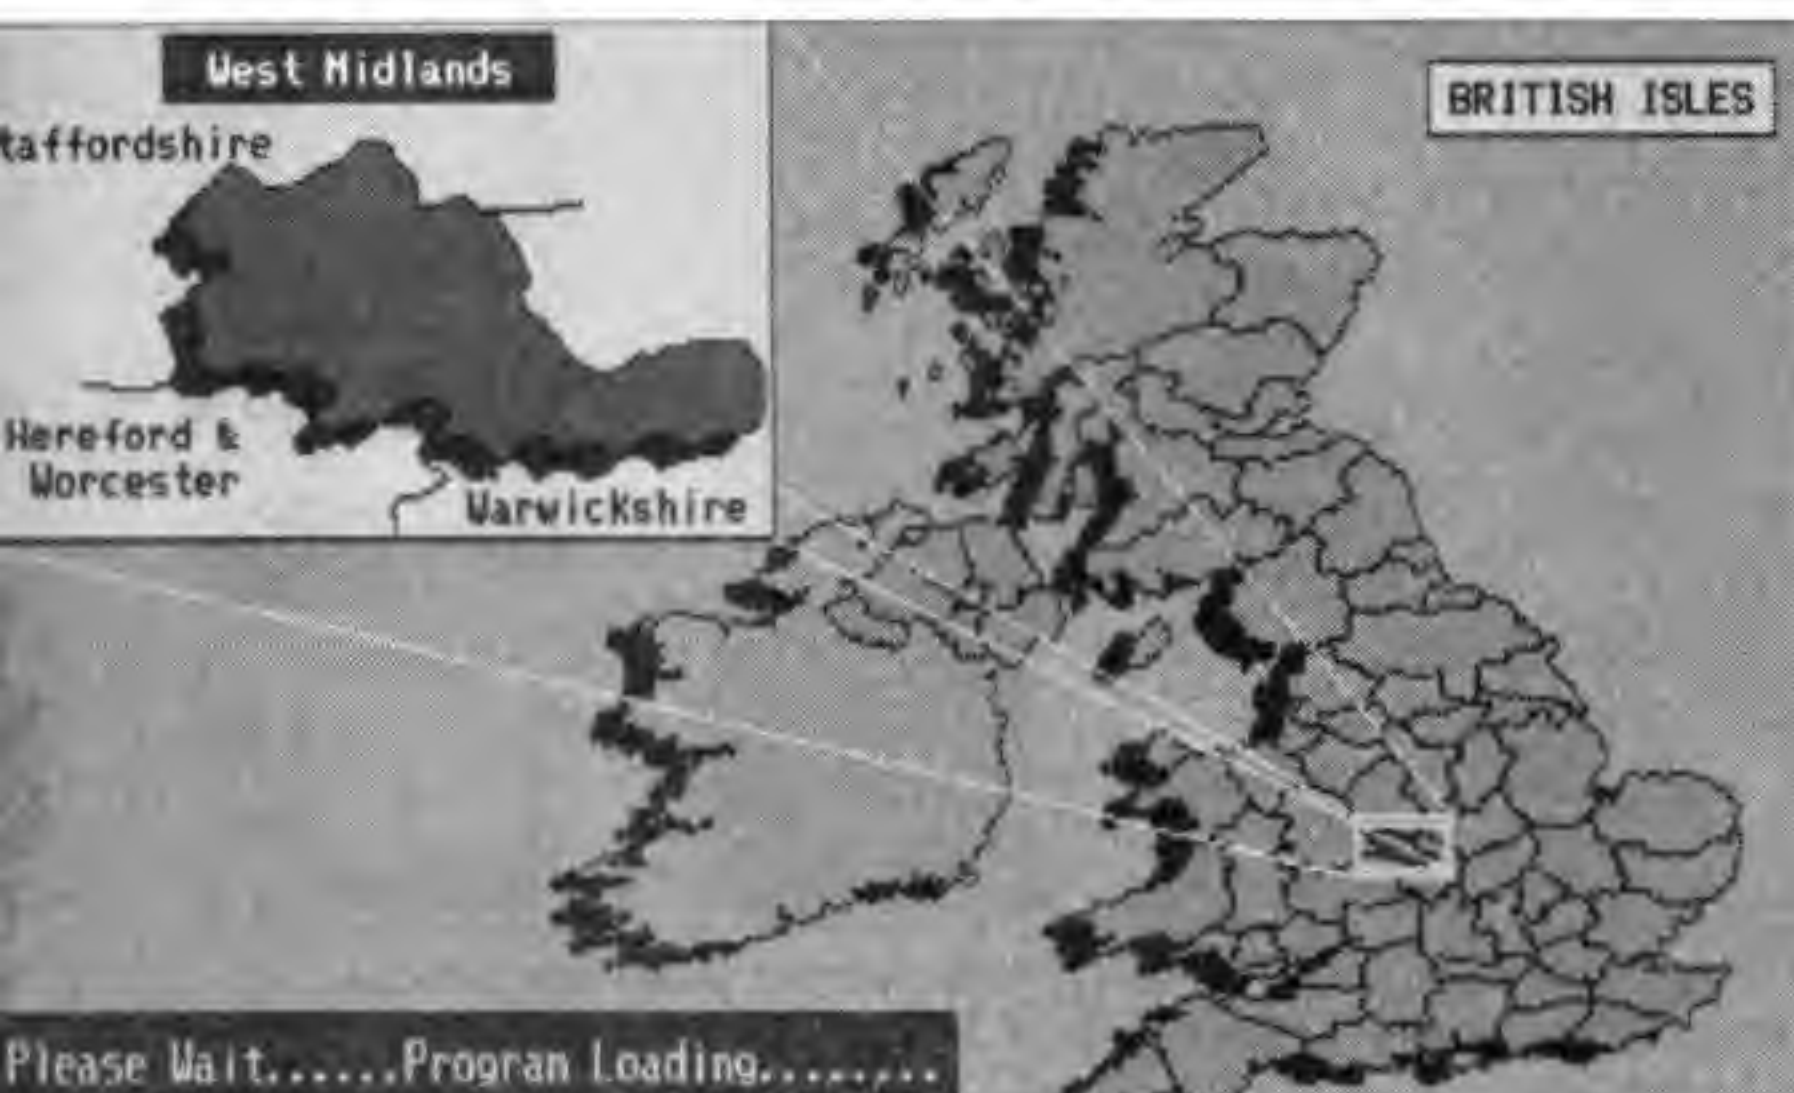 West Midlands
BRITISH ISLES
taffordshire
Hereford &
Worcester
Warwickshire
Please Wait......Program Loading.........